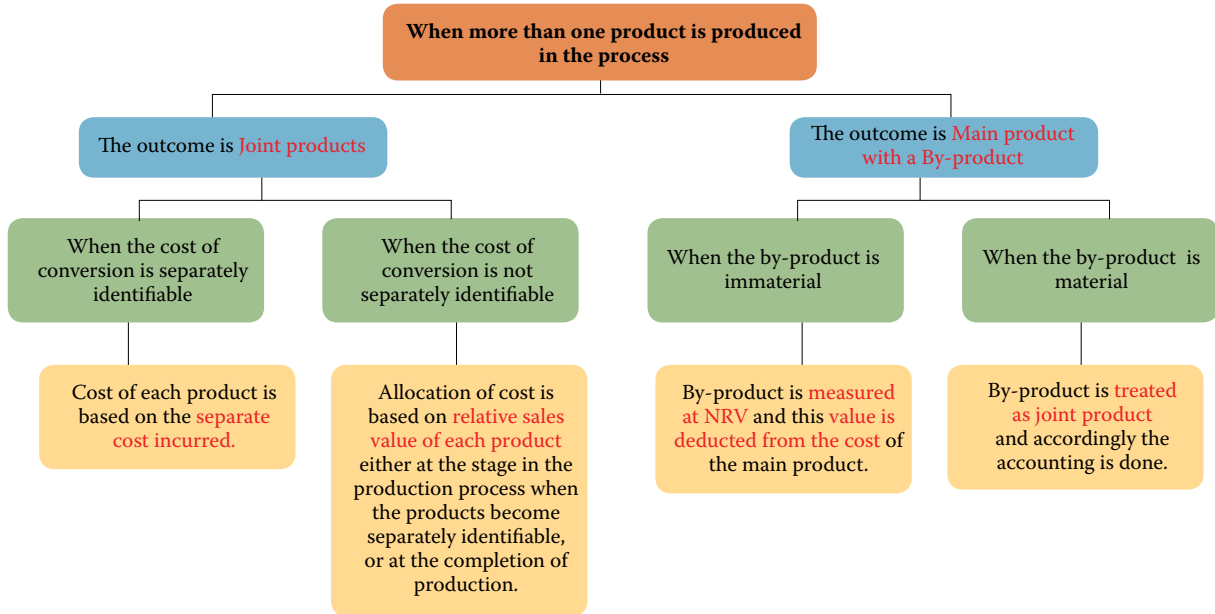 When more than one product is produced
in the process
The outcome is Joint products
The outcome is Main product
with a By-product
When the cost of
conversion is separately
identifiable
When the cost of
conversion is not
separately identifiable
When the by-product is
immaterial
When the by-product is
material
Cost of each product is
based on the separate
cost incurred.
Allocation of cost is
based on relative sales
value of each product
either at the stage in the
production process when
the products become
separately identifiable,
or at the completion of
production.
By-product is measured
at NRV and this value is
deducted from the cost of
the main product.
By-product is treated
as joint product
and accordingly the
accounting is done.